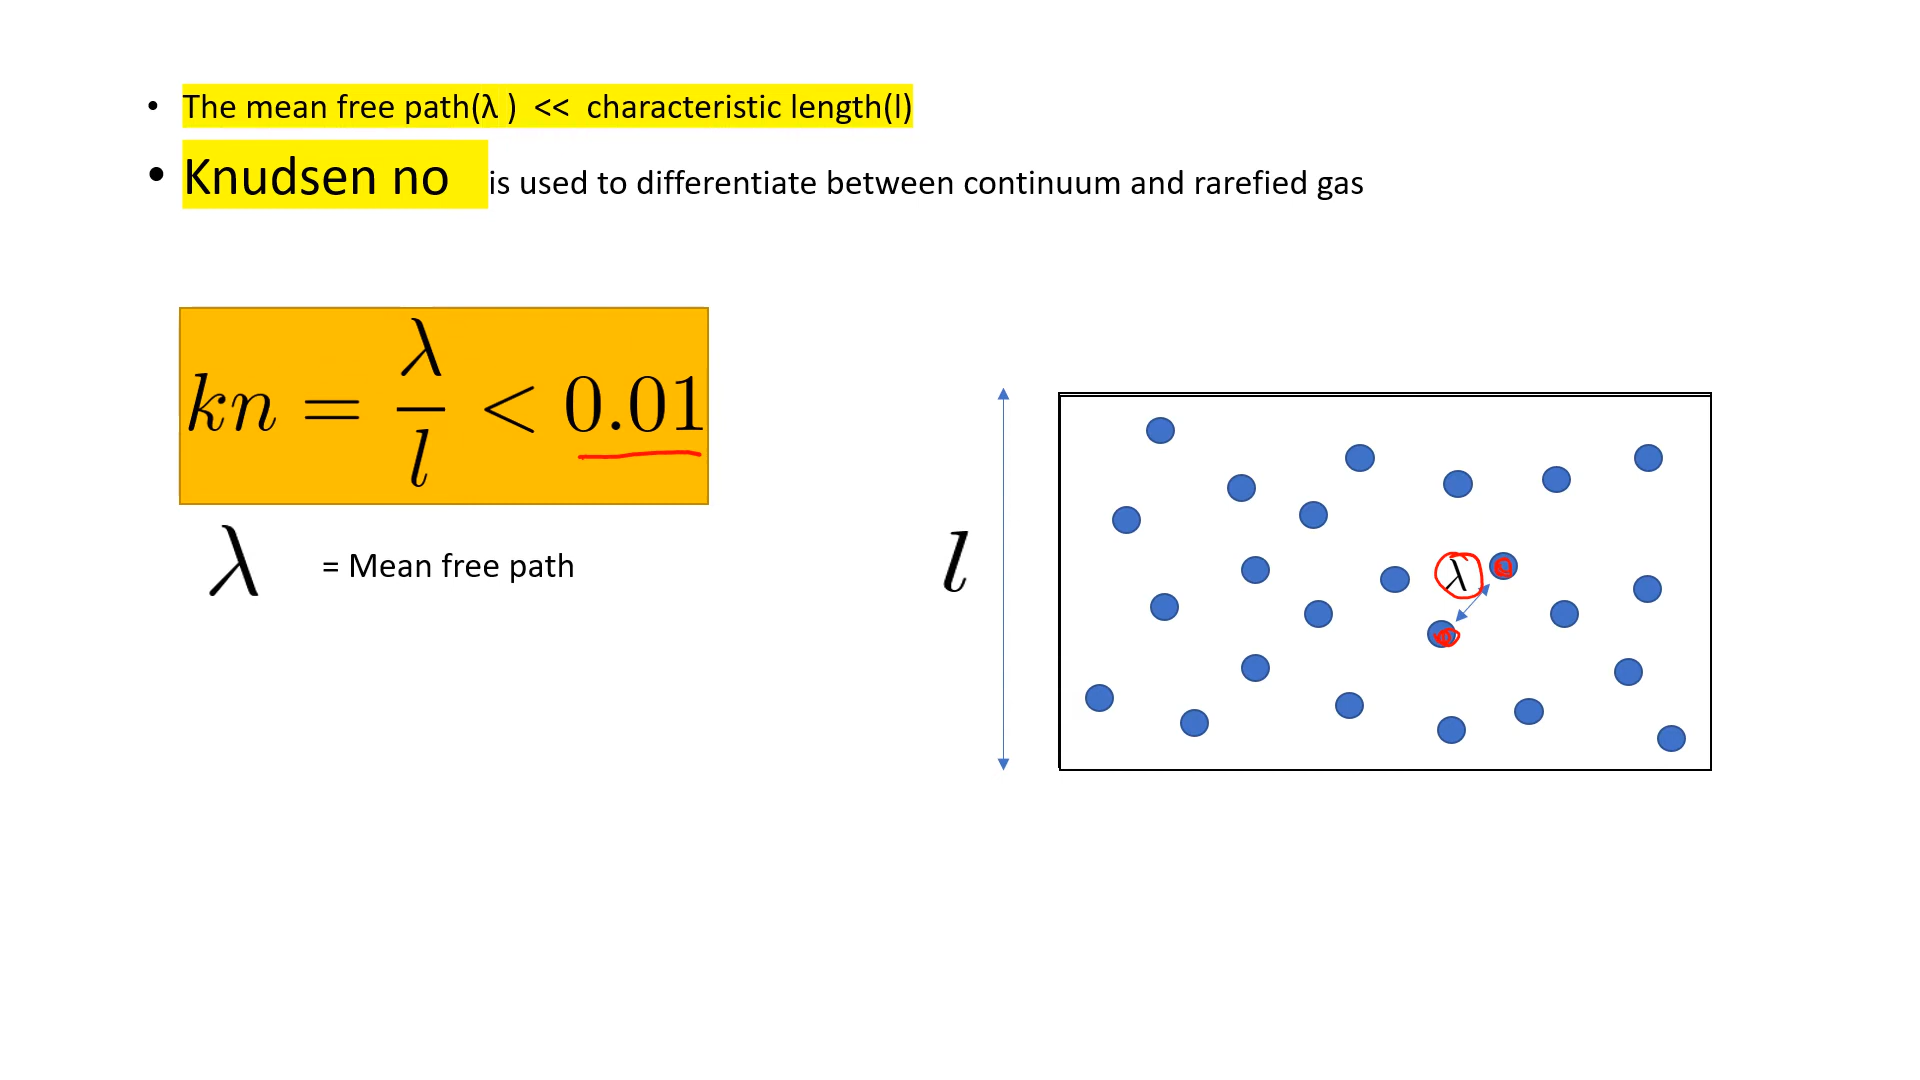 • The mean free path(λ ) << characteristic length(l)
• Knudsen no is used to differentiate between continuum and rarefied gas
kn = λ/l < 0.01
λ = Mean free path
l
λ